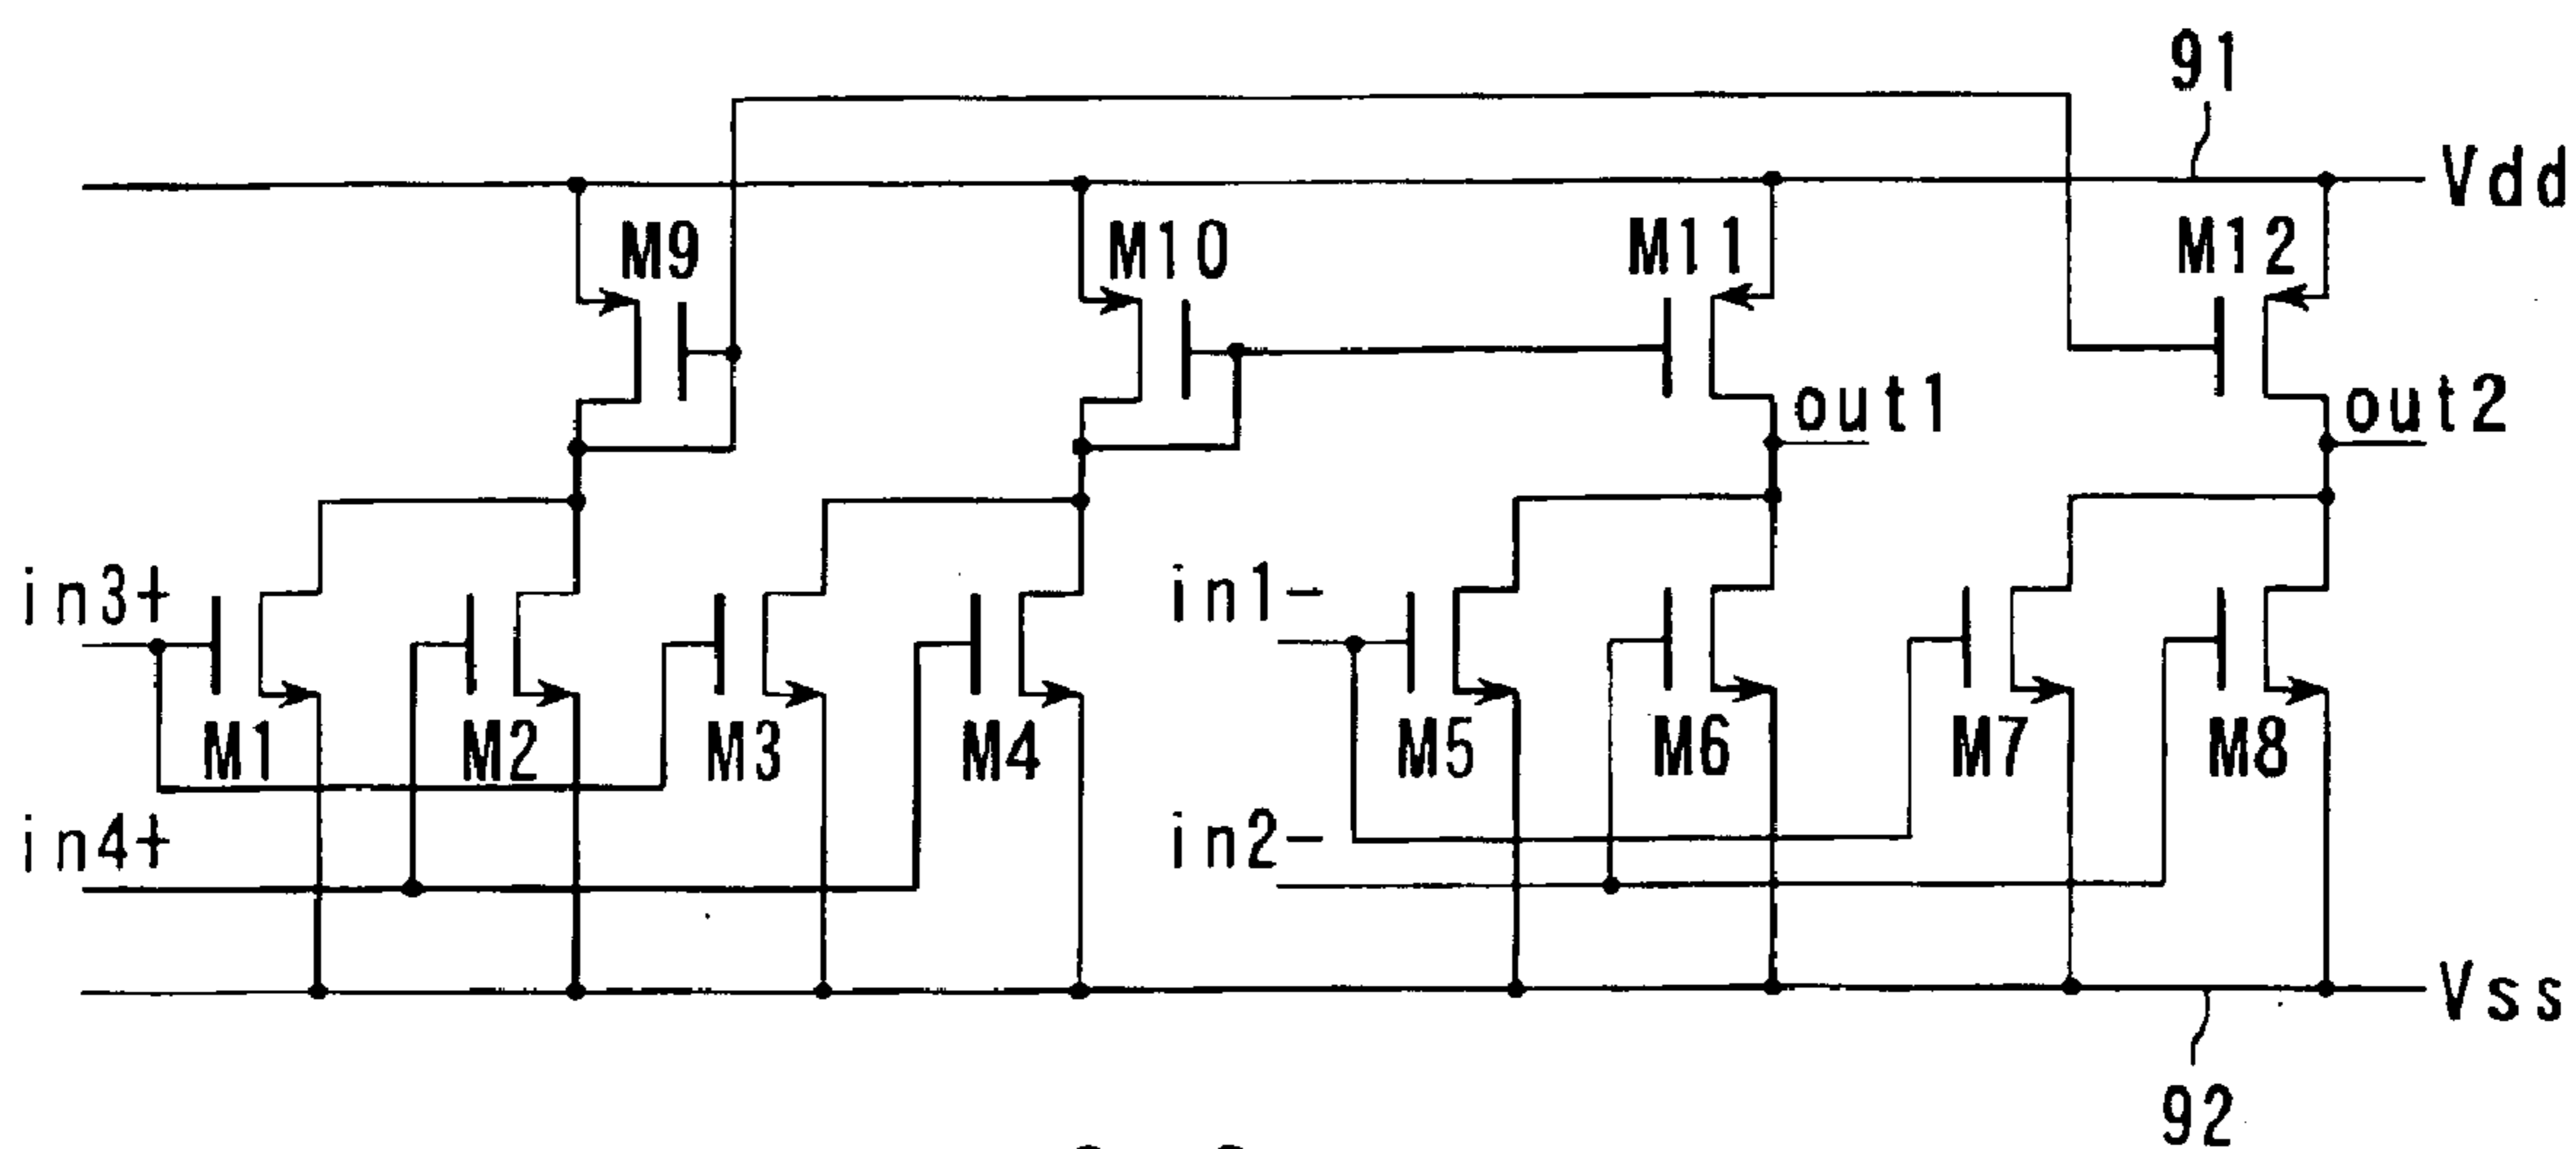 91
Vdd
M9
M10
M11
M12
out1
out2
in3+
in1-
M1
M2
M3
M4
M5
M6
M7
M8
in4+
in2-
Vss
92